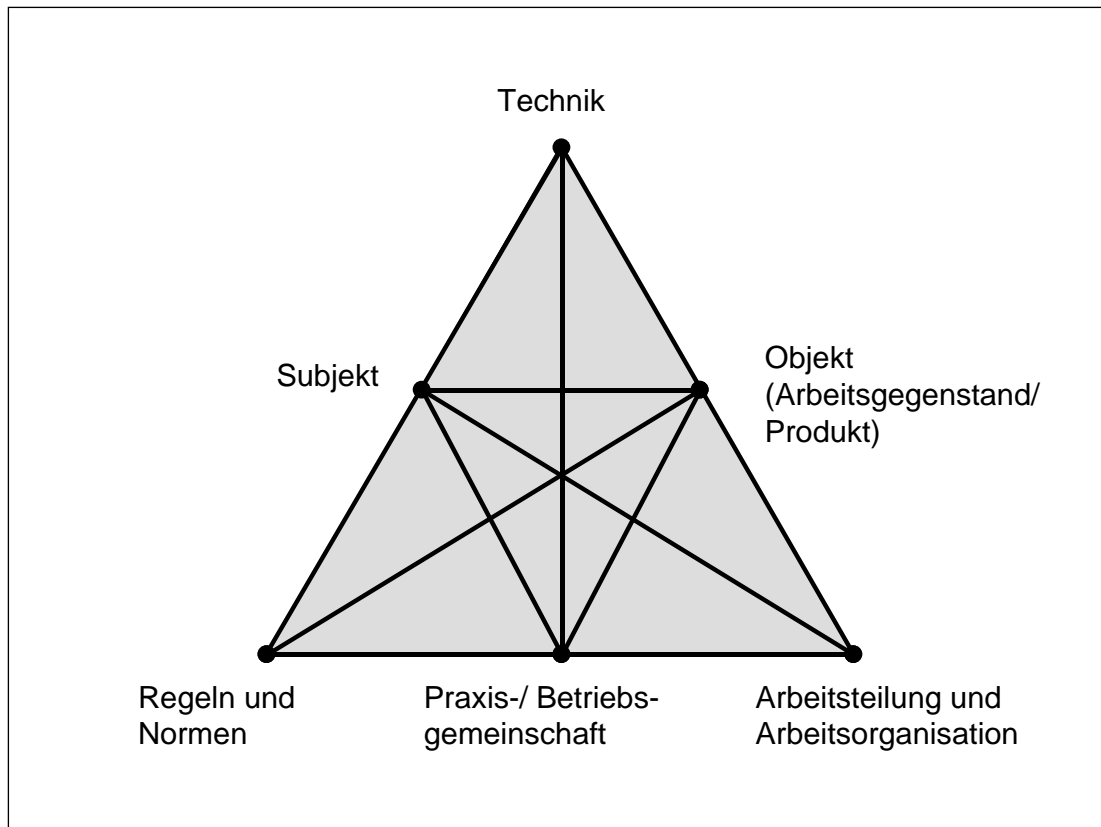 Technik
Subjekt
Objekt
(Arbeitsgegenstand/
Produkt)
Regeln und
Normen
Praxis-/ Betriebs-
gemeinschaft
Arbeitsteilung und
Arbeitsorganisation